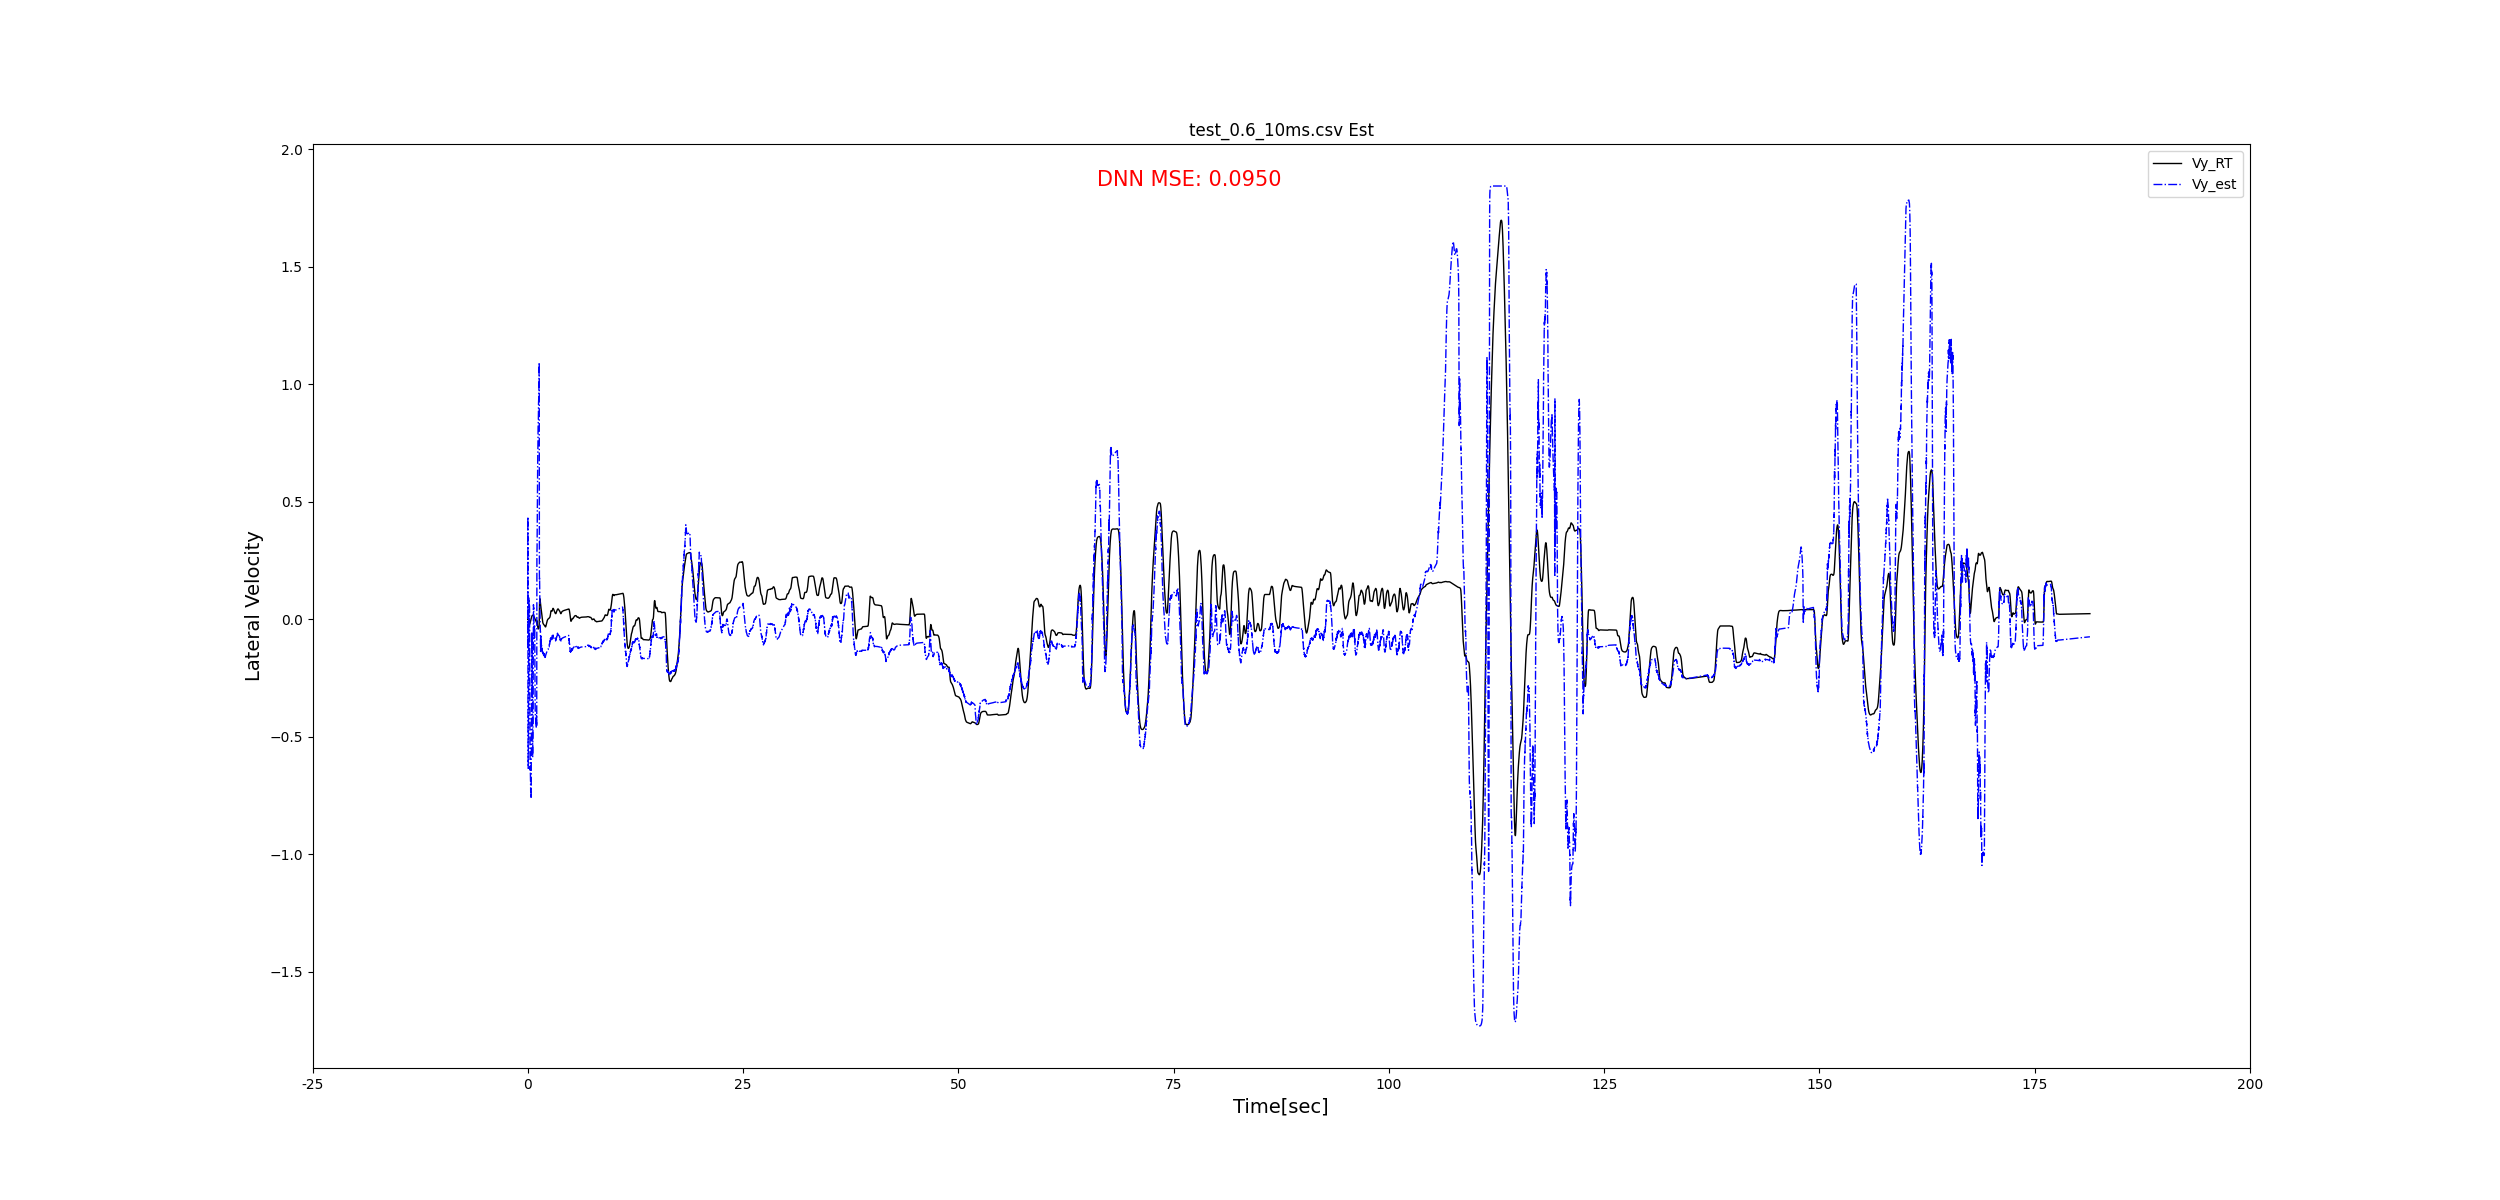 test_0.6_10ms.csv Est
DNN MSE: 0.0950
Vy_RT
Vy_est
2.0
1.5
1.0
0.5
0.0
−0.5
−1.0
−1.5
Lateral Velocity
-25 0 25 50 75 100 125 150 175 200
Time[sec]